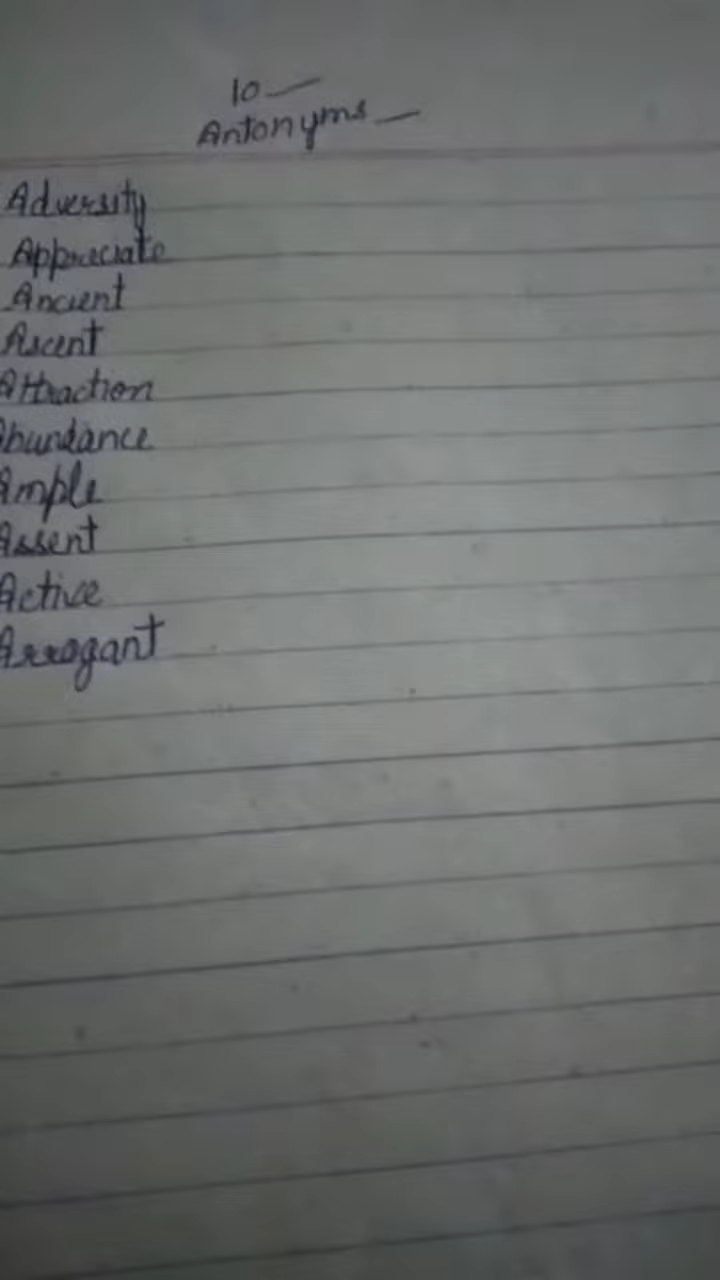 10
Antonyms
Adversity
Appreciate
Ancient
Ascent
Attraction
Abundance
Ample
Assent
Active
Arrogant